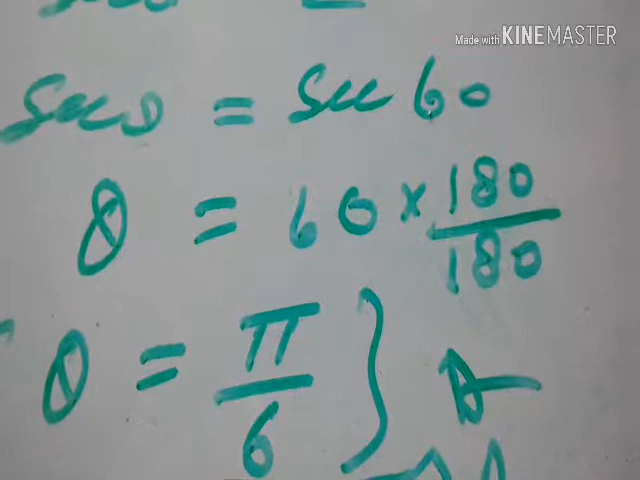 Made with KINEMASTER
secθ = sec 60
θ = 60 × 180/180
θ = π/6